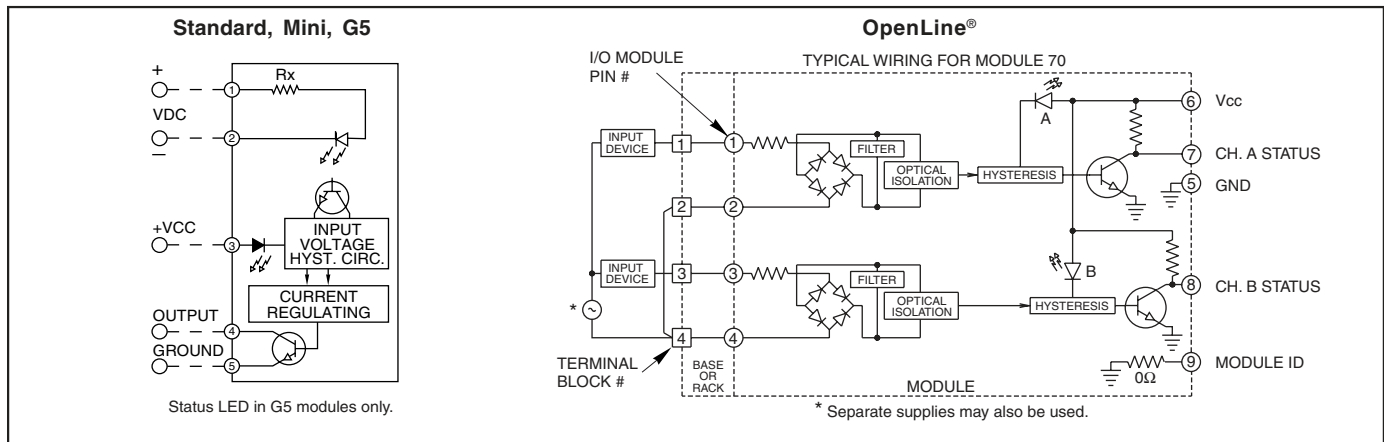 Standard, Mini, G5
+
VDC
–
1
Rx
2
+VCC
3
INPUT
VOLTAGE
HYST. CIRC.
CURRENT
REGULATING
OUTPUT
4
GROUND
5
Status LED in G5 modules only.
OpenLine®
I/O MODULE
PIN #
TYPICAL WIRING FOR MODULE 70
INPUT
DEVICE
1
1
FILTER
OPTICAL
ISOLATION
HYSTERESIS
A
6
Vcc
7
CH. A STATUS
5
GND
2
2
INPUT
DEVICE
3
3
FILTER
OPTICAL
ISOLATION
HYSTERESIS
B
8
CH. B STATUS
*
4
4
TERMINAL
BLOCK #
BASE
OR
RACK
MODULE
0Ω
9
MODULE ID
* Separate supplies may also be used.